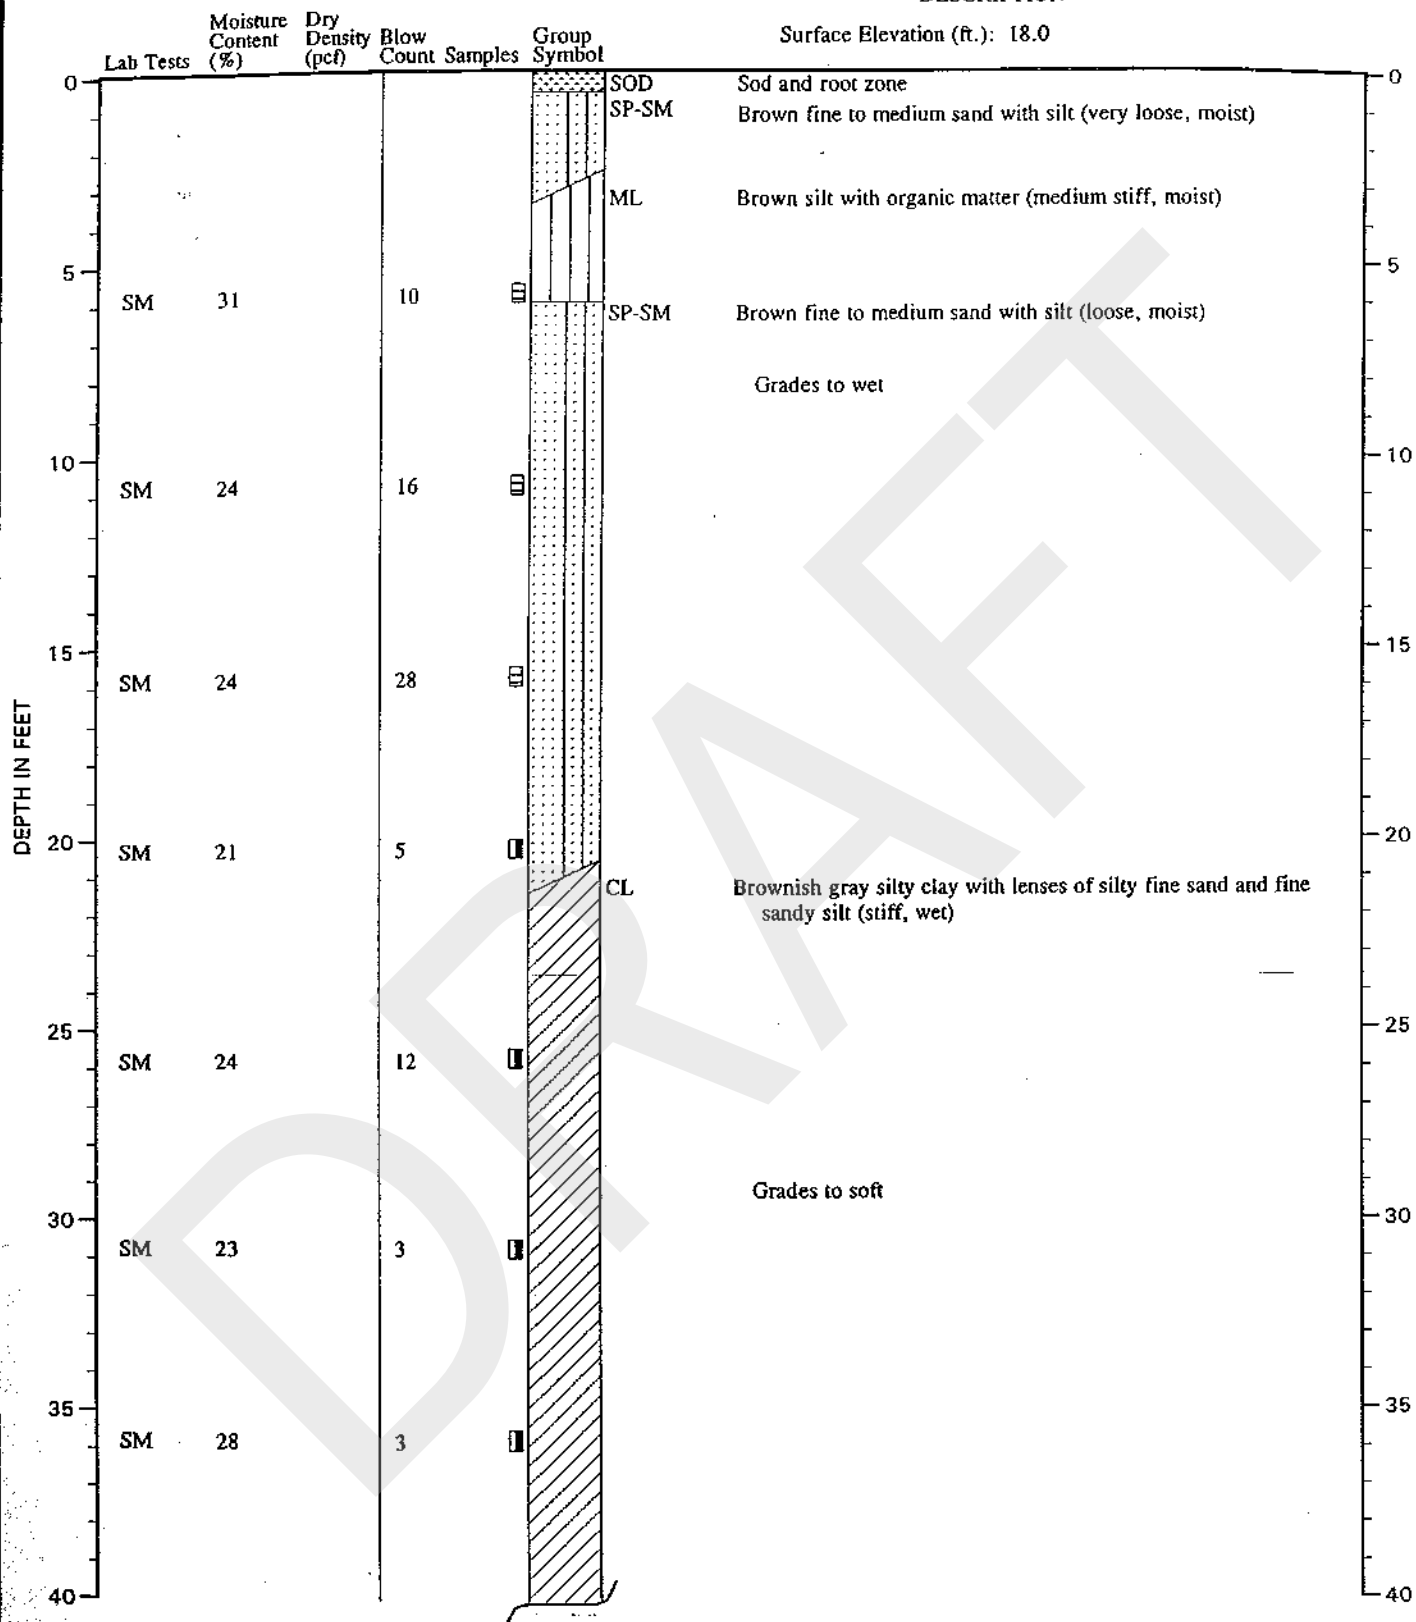 Surface Elevation (ft.): 18.0
Moisture Dry
Content Density Blow Group
Lab Tests (%) (pcf) Count Samples Symbol
0 SOD Sod and root zone 0
SP-SM Brown fine to medium sand with silt (very loose, moist)
ML Brown silt with organic matter (medium stiff, moist)
5 5
SM 31 10
SP-SM Brown fine to medium sand with silt (loose, moist)
Grades to wet
10 10
SM 24 16
15 15
SM 24 28
DEPTH IN FEET
20 20
SM 21 5
CL Brownish gray silty clay with lenses of silty fine sand and fine
sandy silt (stiff, wet)
25 25
SM 24 12
Grades to soft
30 30
SM 23 3
35 35
SM 28 3
40 40
DRAFT